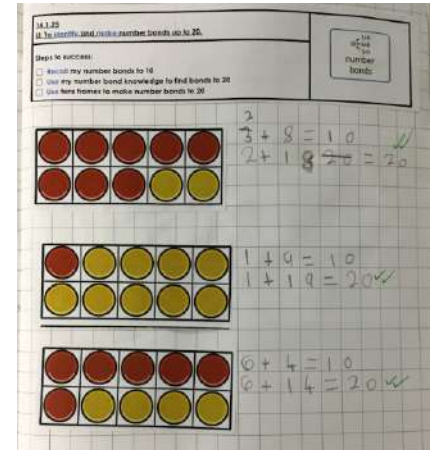 14.1.25
LI: To identify and make number bonds up to 20.
Steps to success:
Recall my number bonds to 10
Use my number bond knowledge to find bonds to 20
Use tens frames to make number bonds to 20
number
bonds
2
3 + 8 = 10
2 + 18 20 = 20
1 + 9 = 10
1 + 19 = 20
6 + 4 = 10
6 + 14 = 20